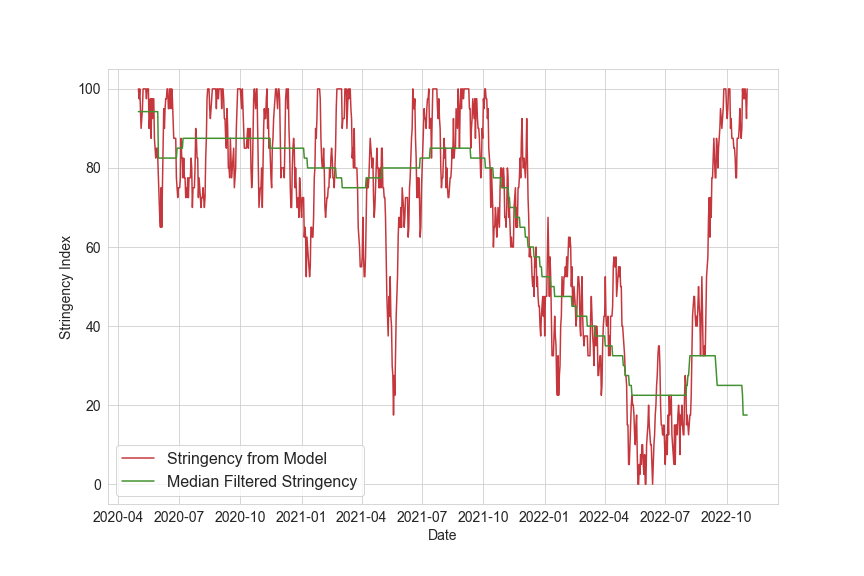 100
80
60
40
20
0
Stringency Index
Stringency from Model
Median Filtered Stringency
2020-04 2020-07 2020-10 2021-01 2021-04 2021-07 2021-10 2022-01 2022-04 2022-07 2022-10
Date